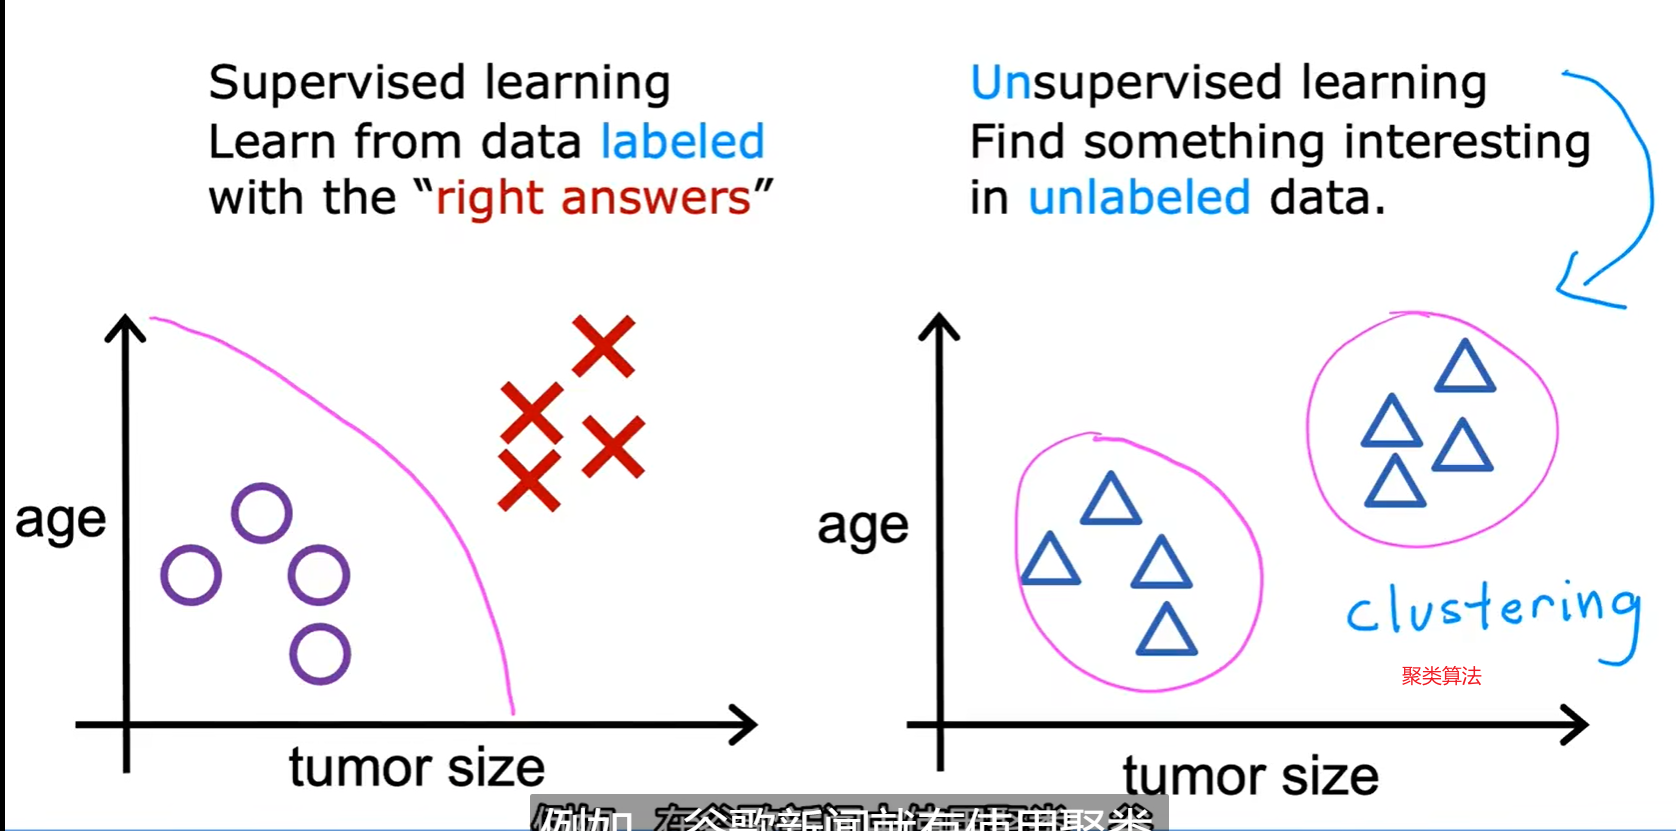 Supervised learning
Learn from data labeled
with the “right answers”
Unsupervised learning
Find something interesting
in unlabeled data.
age
tumor size
age
clustering
聚类算法
tumor size
例如 在谷歌新闻就有使用聚类